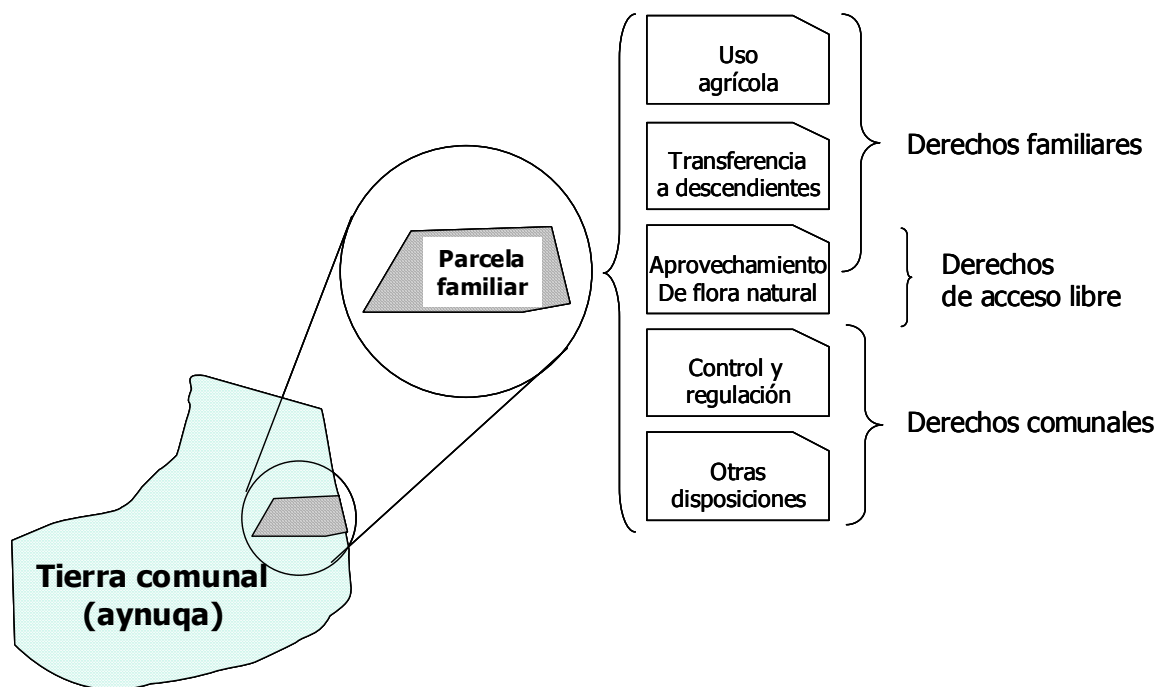 Uso
agrícola
Transferencia
a descendientes
Derechos familiares
Aprovechamiento
De flora natural
Derechos
de acceso libre
Control y
regulación
Otras
disposiciones
Derechos comunales
Parcela
familiar
Tierra comunal
(aynuqa)